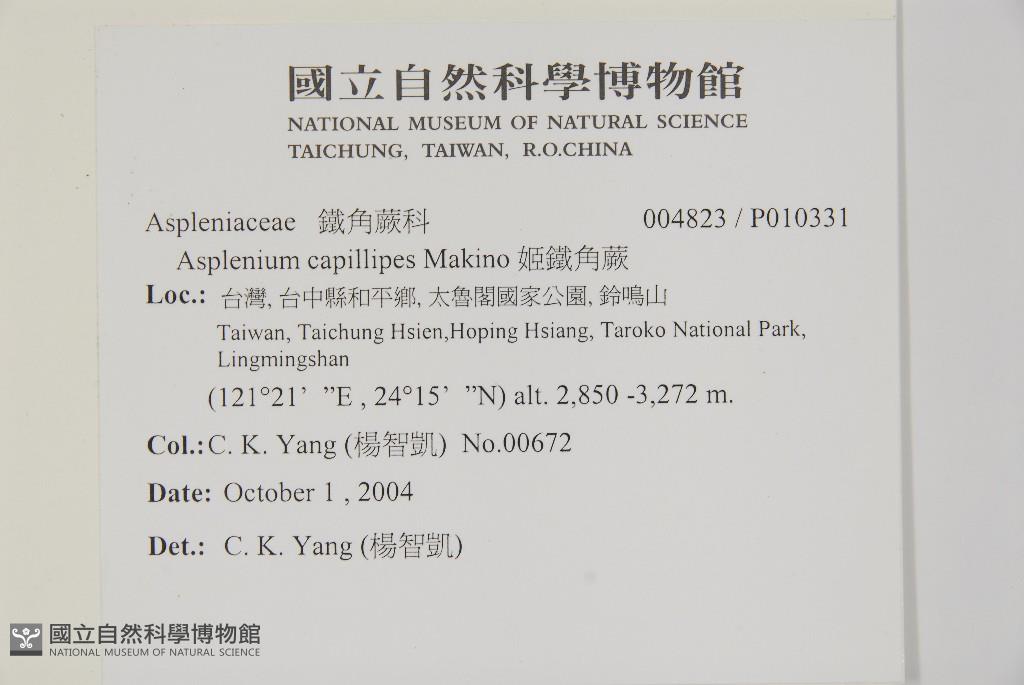 國立自然科學博物館
NATIONAL MUSEUM OF NATURAL SCIENCE
TAICHUNG, TAIWAN, R.O.CHINA
Aspleniaceae 鐵角蕨科 004823 / P010331
Asplenium capillipes Makino 姬鐵角蕨
Loc.: 台灣, 台中縣和平鄉, 太魯閣國家公園, 鈴鳴山
Taiwan, Taichung Hsien,Hoping Hsiang, Taroko National Park,
Lingmingshan
(121°21’ ”E , 24°15’ ”N) alt. 2,850 -3,272 m.
Col.: C. K. Yang (楊智凱) No.00672
Date: October 1 , 2004
Det.: C. K. Yang (楊智凱)
國立自然科學博物館
NATIONAL MUSEUM OF NATURAL SCIENCE